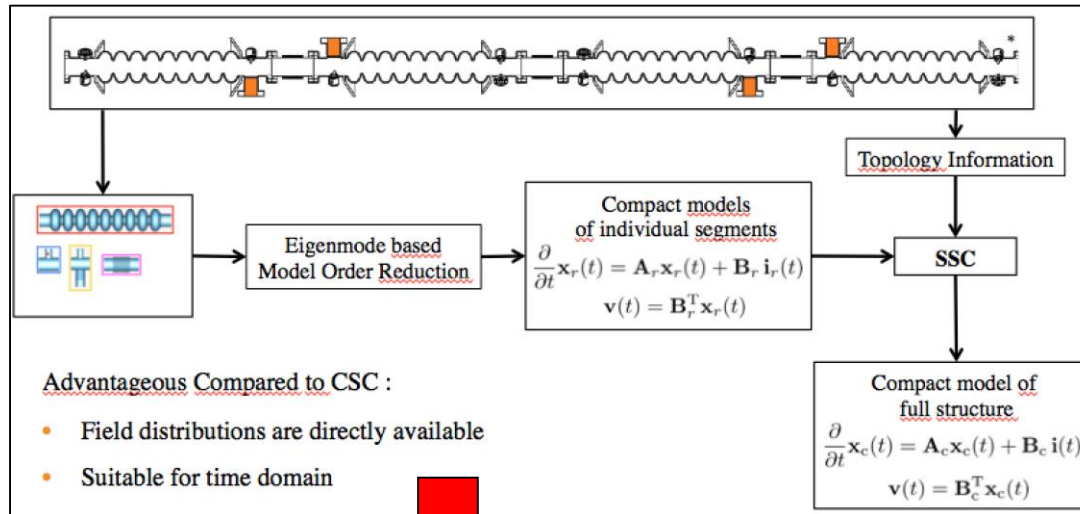 *
Topology Information
Eigenmode based
Model Order Reduction
Compact models
of individual segments
∂/∂t x_r(t) = A_r x_r(t) + B_r i_r(t)
v(t) = B_r^T x_r(t)
SSC
Compact model of
full structure
∂/∂t x_c(t) = A_c x_c(t) + B_c i(t)
v(t) = B_c^T x_c(t)
Advantageous Compared to CSC :
• Field distributions are directly available
• Suitable for time domain